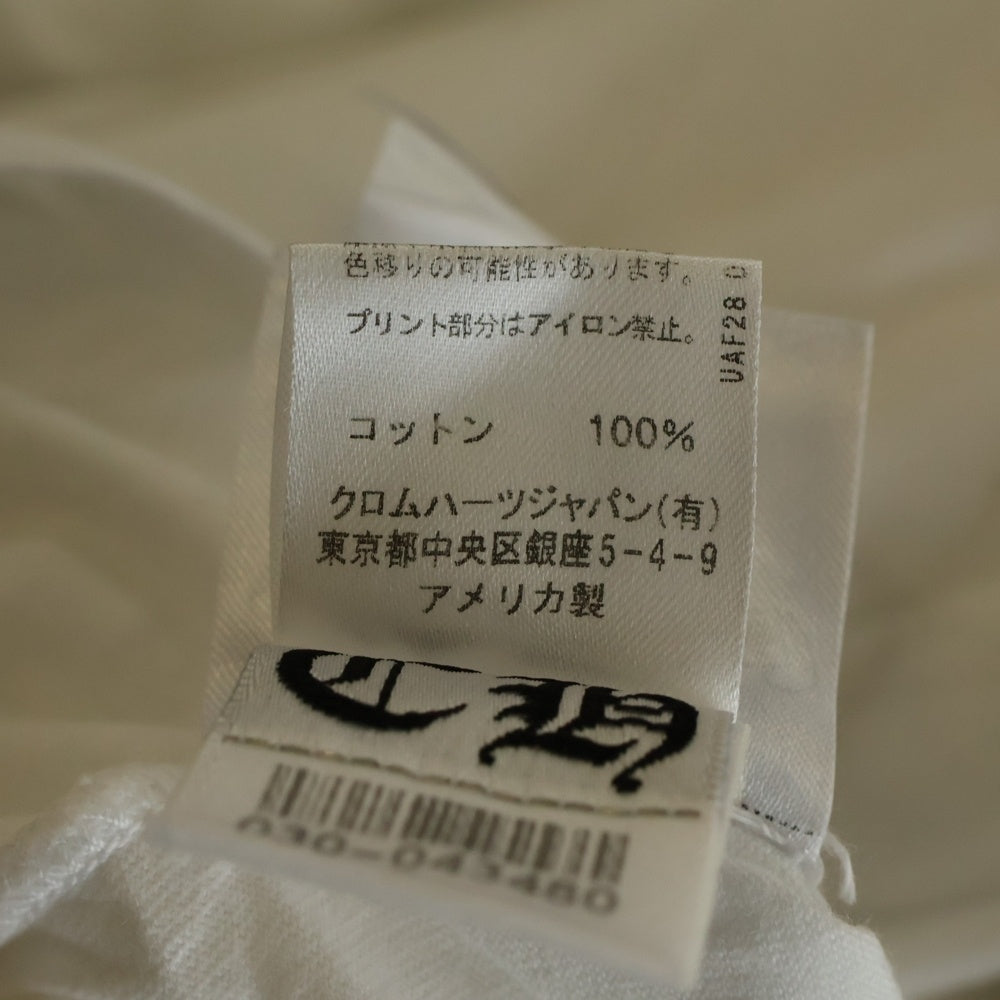 色移りの可能性があります。
プリント部分はアイロン禁止。
UAF28
コットン 100%
クロムハーツジャパン(有)
東京都中央区銀座5-4-9
アメリカ製
030-043480